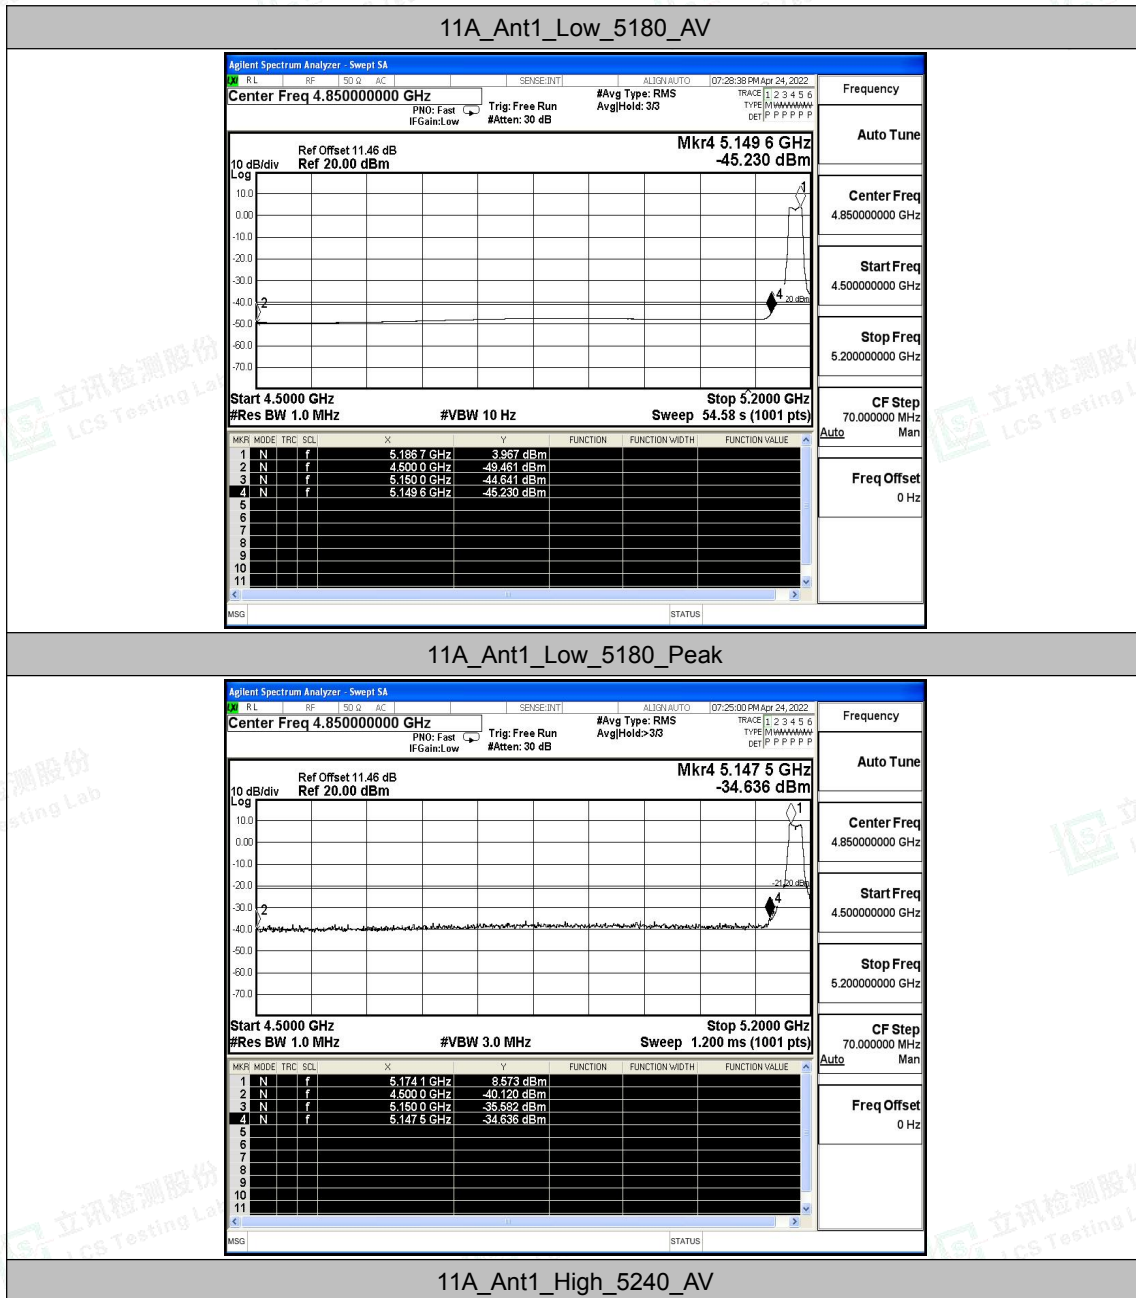 11A_Ant1_Low_5180_AV
Agilent Spectrum Analyzer - Swept SA
RL RF 50 Ω AC SENSE:INT ALIGN AUTO 07:28:38 PM Apr 24, 2022
Center Freq 4.850000000 GHz #Avg Type: RMS TRACE 1 2 3 4 5 6
PNO: Fast Trig: Free Run Avg|Hold: 3/3 TYPE M
IFGain:Low #Atten: 30 dB DET P P P P P P
Mkr4 5.149 6 GHz
-45.230 dBm
Ref Offset 11.46 dB
10 dB/div Ref 20.00 dBm
Log
10.0
0.00
-10.0
-20.0
-30.0
-40.0
-50.0
-60.0
-70.0
1
2
4
20 dBm
Start 4.5000 GHz Stop 5.2000 GHz
#Res BW 1.0 MHz #VBW 10 Hz Sweep 54.58 s (1001 pts)
MKR MODE TRC SCL X Y FUNCTION FUNCTION WIDTH FUNCTION VALUE
1 N f 5.186 7 GHz 3.967 dBm
2 N f 4.500 0 GHz -49.461 dBm
3 N f 5.150 0 GHz -44.641 dBm
4 N f 5.149 6 GHz -45.230 dBm
5
6
7
8
9
10
11
MSG STATUS
Frequency
Auto Tune
Center Freq
4.850000000 GHz
Start Freq
4.500000000 GHz
Stop Freq
5.200000000 GHz
CF Step
70.000000 MHz
Auto Man
Freq Offset
0 Hz
11A_Ant1_Low_5180_Peak
Agilent Spectrum Analyzer - Swept SA
RL RF 50 Ω AC SENSE:INT ALIGN AUTO 07:25:00 PM Apr 24, 2022
Center Freq 4.850000000 GHz #Avg Type: RMS TRACE 1 2 3 4 5 6
PNO: Fast Trig: Free Run Avg|Hold:>3/3 TYPE M
IFGain:Low #Atten: 30 dB DET P P P P P P
Mkr4 5.147 5 GHz
-34.636 dBm
Ref Offset 11.46 dB
10 dB/div Ref 20.00 dBm
Log
10.0
0.00
-10.0
-20.0
-30.0
-40.0
-50.0
-60.0
-70.0
1
2
4
-21.20 dBm
Start 4.5000 GHz Stop 5.2000 GHz
#Res BW 1.0 MHz #VBW 3.0 MHz Sweep 1.200 ms (1001 pts)
MKR MODE TRC SCL X Y FUNCTION FUNCTION WIDTH FUNCTION VALUE
1 N f 5.174 1 GHz 8.573 dBm
2 N f 4.500 0 GHz -40.120 dBm
3 N f 5.150 0 GHz -35.582 dBm
4 N f 5.147 5 GHz -34.636 dBm
5
6
7
8
9
10
11
MSG STATUS
Frequency
Auto Tune
Center Freq
4.850000000 GHz
Start Freq
4.500000000 GHz
Stop Freq
5.200000000 GHz
CF Step
70.000000 MHz
Auto Man
Freq Offset
0 Hz
11A_Ant1_High_5240_AV
立讯检测股份
LCS Testing Lab